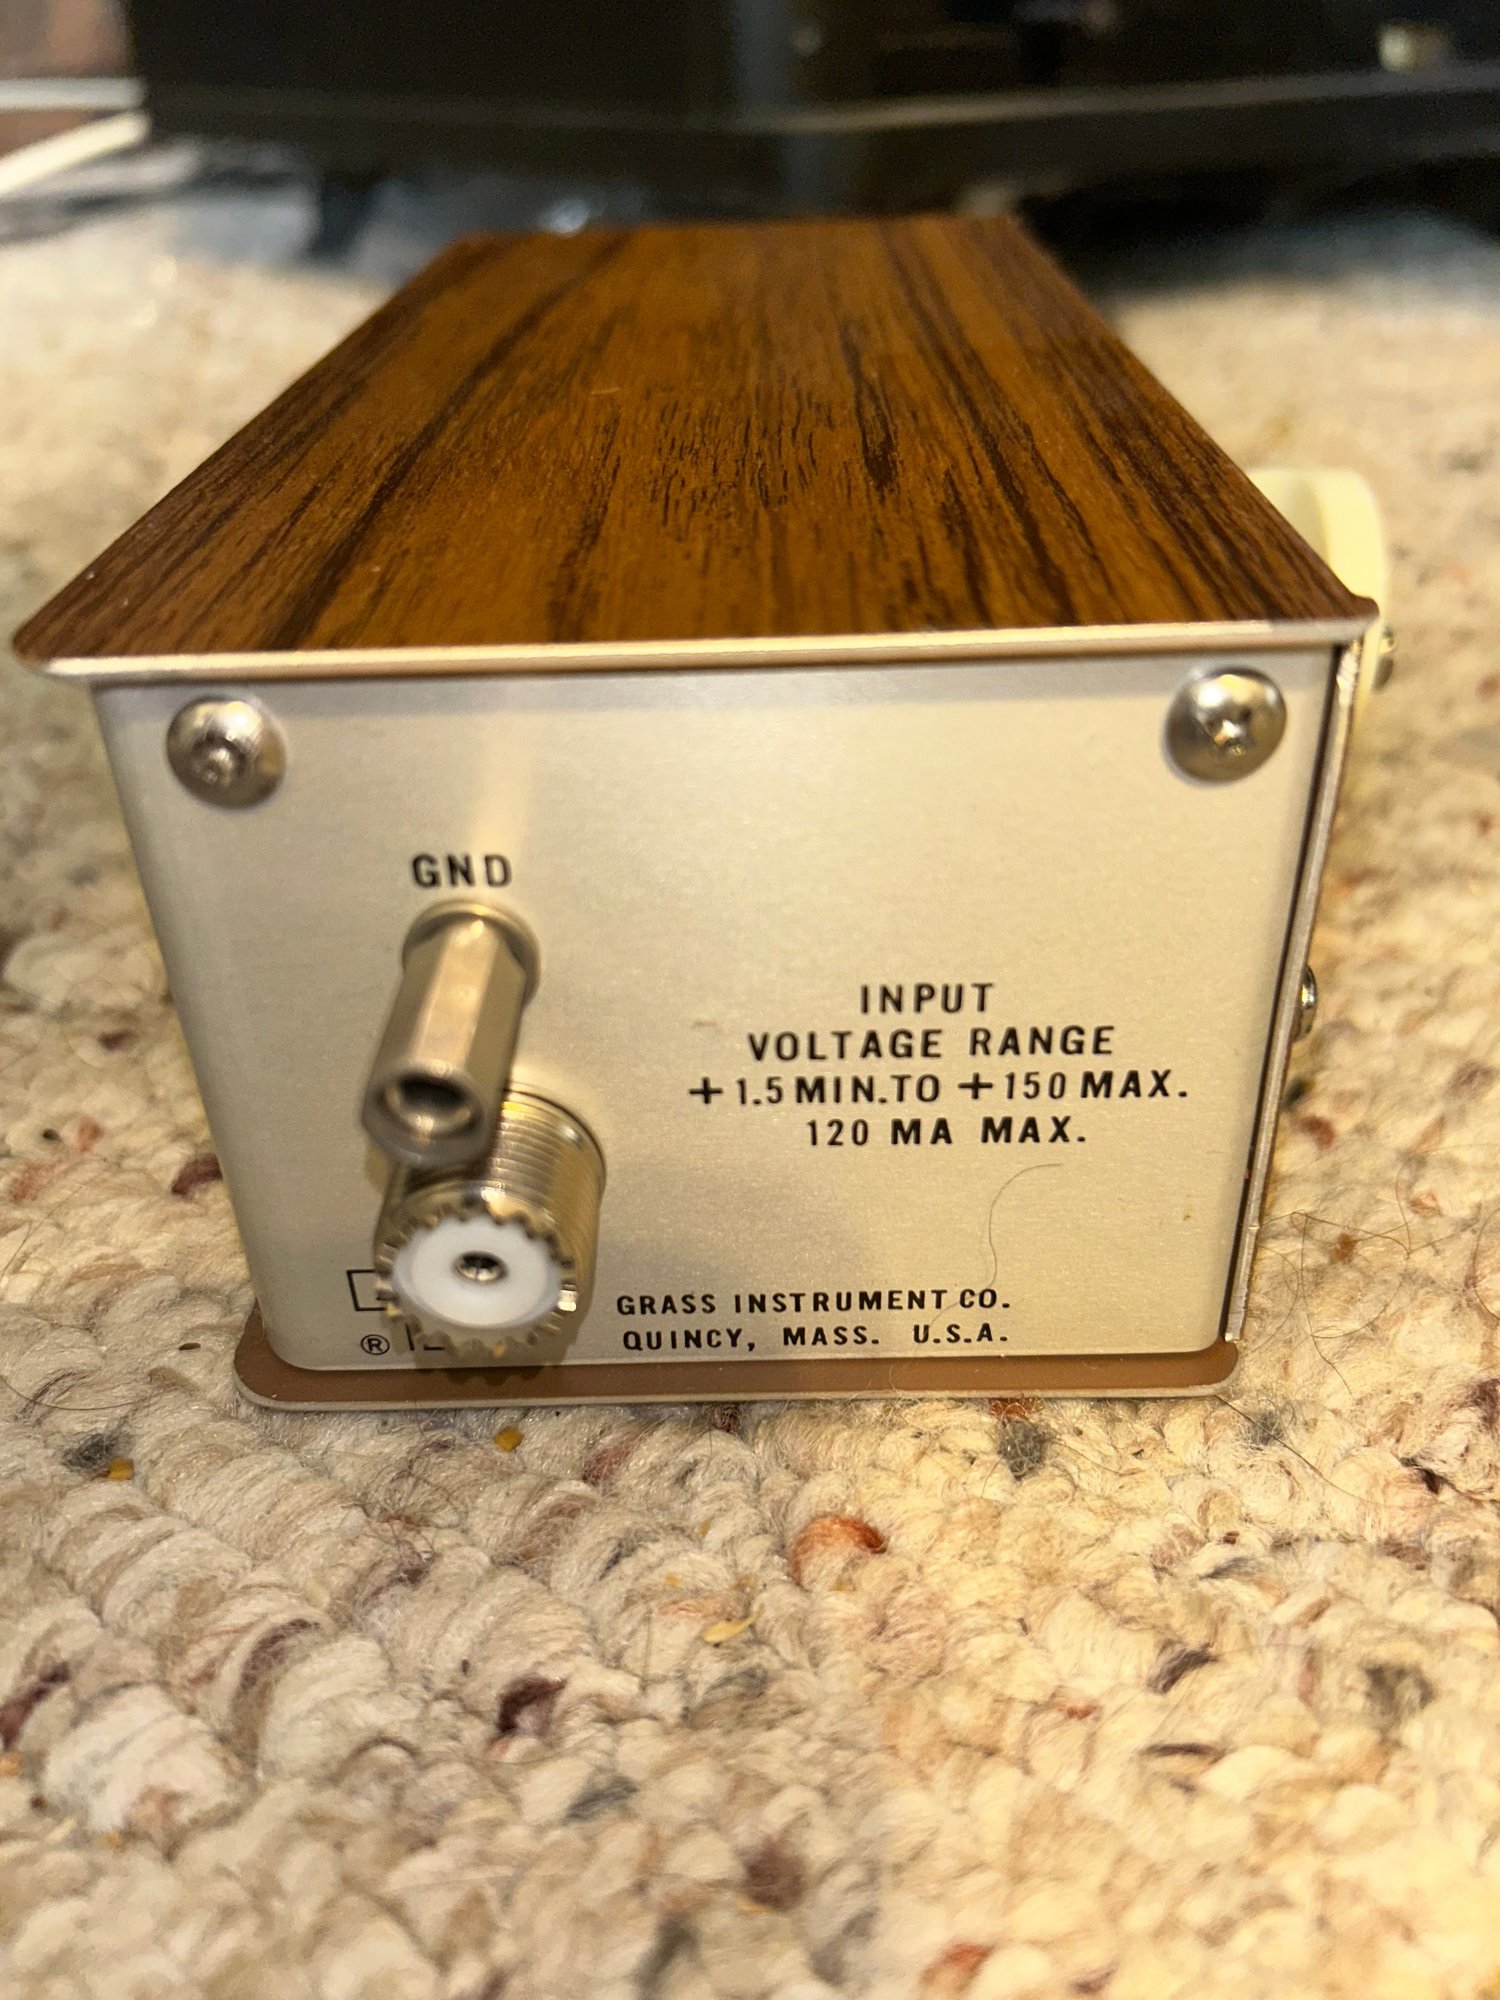 GND
INPUT
VOLTAGE RANGE
+1.5 MIN. TO +150 MAX.
120 MA MAX.
GRASS INSTRUMENT CO.
QUINCY, MASS. U.S.A.
®